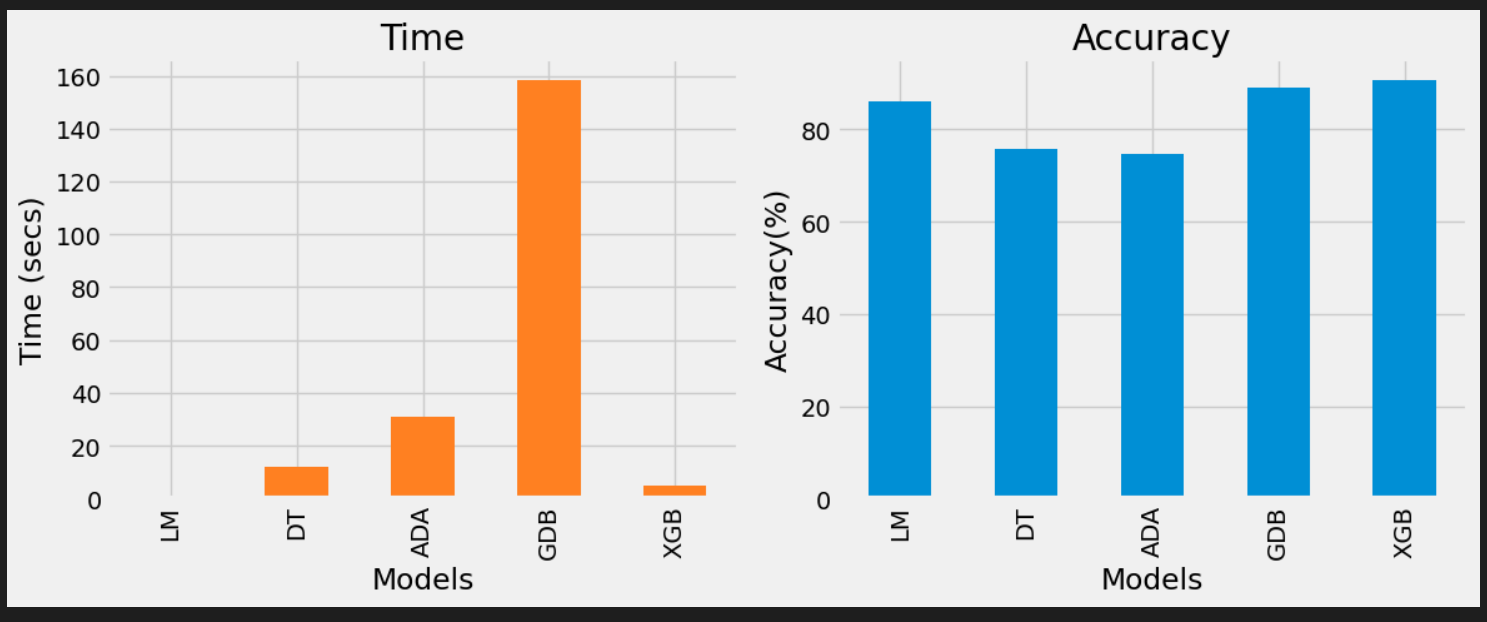 Time
160
140
120
100
80
60
40
20
0
Time (secs)
LM
DT
ADA
GDB
XGB
Models
Accuracy
80
60
40
20
0
Accuracy(%)
LM
DT
ADA
GDB
XGB
Models